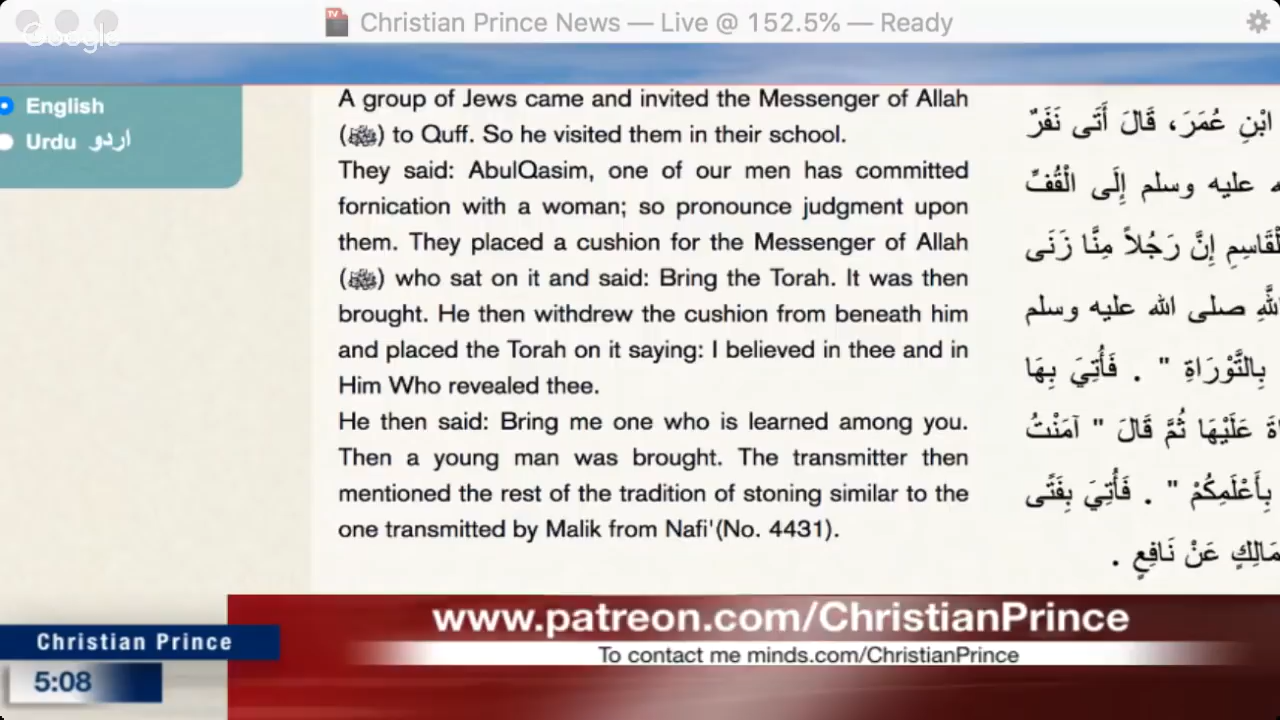 Christian Prince News — Live @ 152.5% — Ready
Google
English
Urdu اردو
A group of Jews came and invited the Messenger of Allah
(ﷺ) to Quff. So he visited them in their school.
They said: AbulQasim, one of our men has committed
fornication with a woman; so pronounce judgment upon
them. They placed a cushion for the Messenger of Allah
(ﷺ) who sat on it and said: Bring the Torah. It was then
brought. He then withdrew the cushion from beneath him
and placed the Torah on it saying: I believed in thee and in
Him Who revealed thee.
He then said: Bring me one who is learned among you.
Then a young man was brought. The transmitter then
mentioned the rest of the tradition of stoning similar to the
one transmitted by Malik from Nafi'(No. 4431).
ابْنِ عُمَرَ، قَالَ أَتَى نَفَرٌ
عليه وسلم إِلَى الْقُفِّ
لْقَاسِمِ إِنَّ رَجُلاً مِنَّا زَنَى
للَّهِ صلى الله عليه وسلم
بِالتَّوْرَاةِ " . فَأُتِيَ بِهَا
ةَ عَلَيْهَا ثُمَّ قَالَ " آمَنْتُ
بِأَعْلَمِكُمْ " . فَأُتِيَ بِفَتًى
مَالِكٍ عَنْ نَافِعٍ .
www.patreon.com/ChristianPrince
To contact me minds.com/ChristianPrince
Christian Prince
5:08